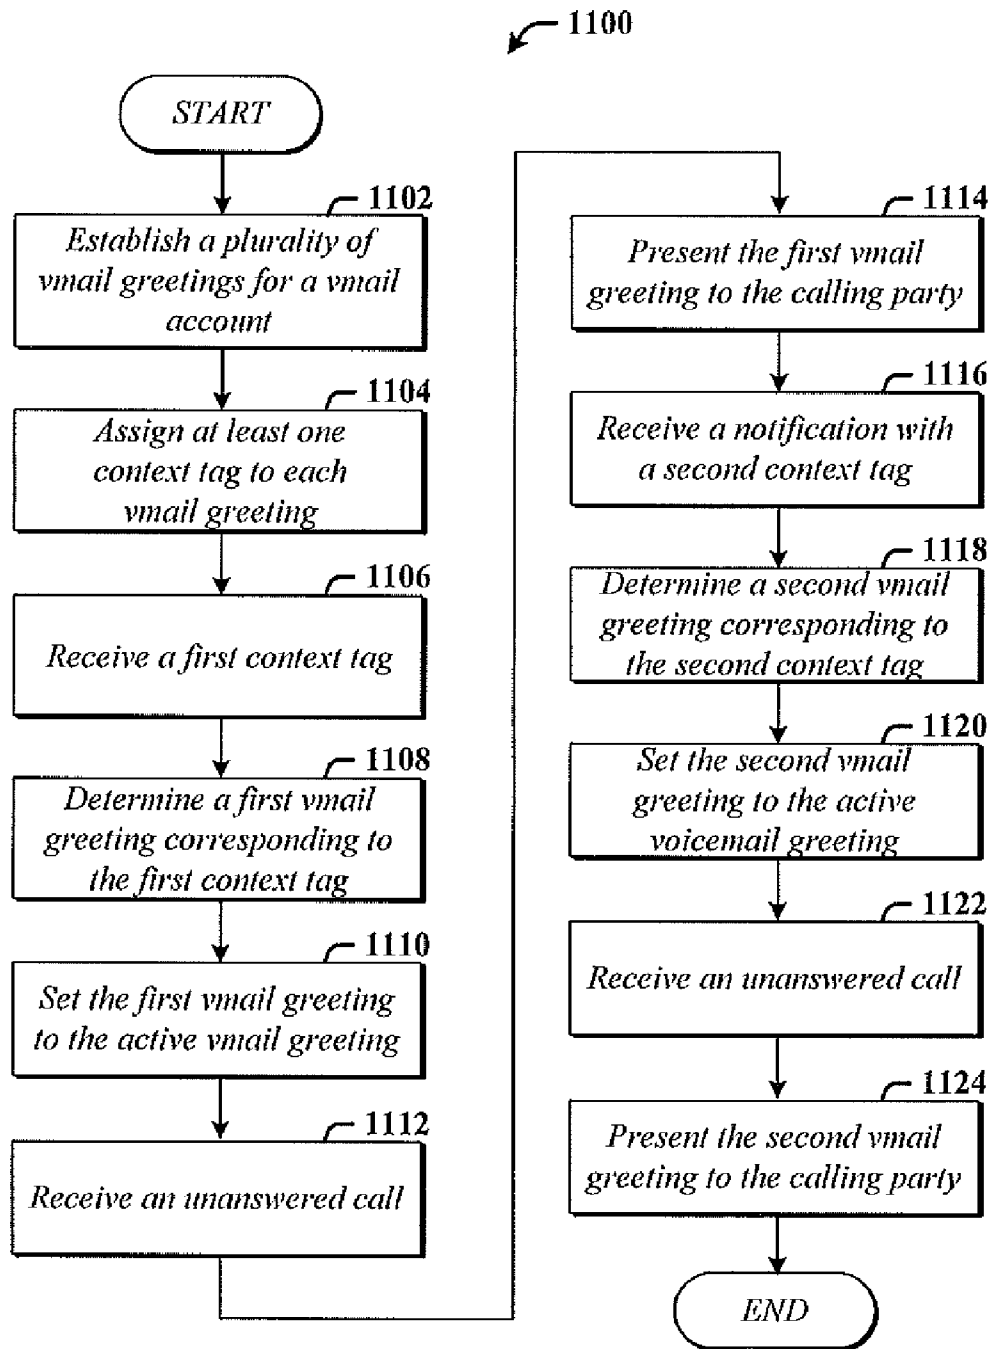 1100
START
1102
Establish a plurality of
vmail greetings for a vmail
account
1104
Assign at least one
context tag to each
vmail greeting
1106
Receive a first context tag
1108
Determine a first vmail
greeting corresponding to
the first context tag
1110
Set the first vmail greeting
to the active vmail greeting
1112
Receive an unanswered call
1114
Present the first vmail
greeting to the calling party
1116
Receive a notification with
a second context tag
1118
Determine a second vmail
greeting corresponding to
the second context tag
1120
Set the second vmail
greeting to the active
voicemail greeting
1122
Receive an unanswered call
1124
Present the second vmail
greeting to the calling party
END